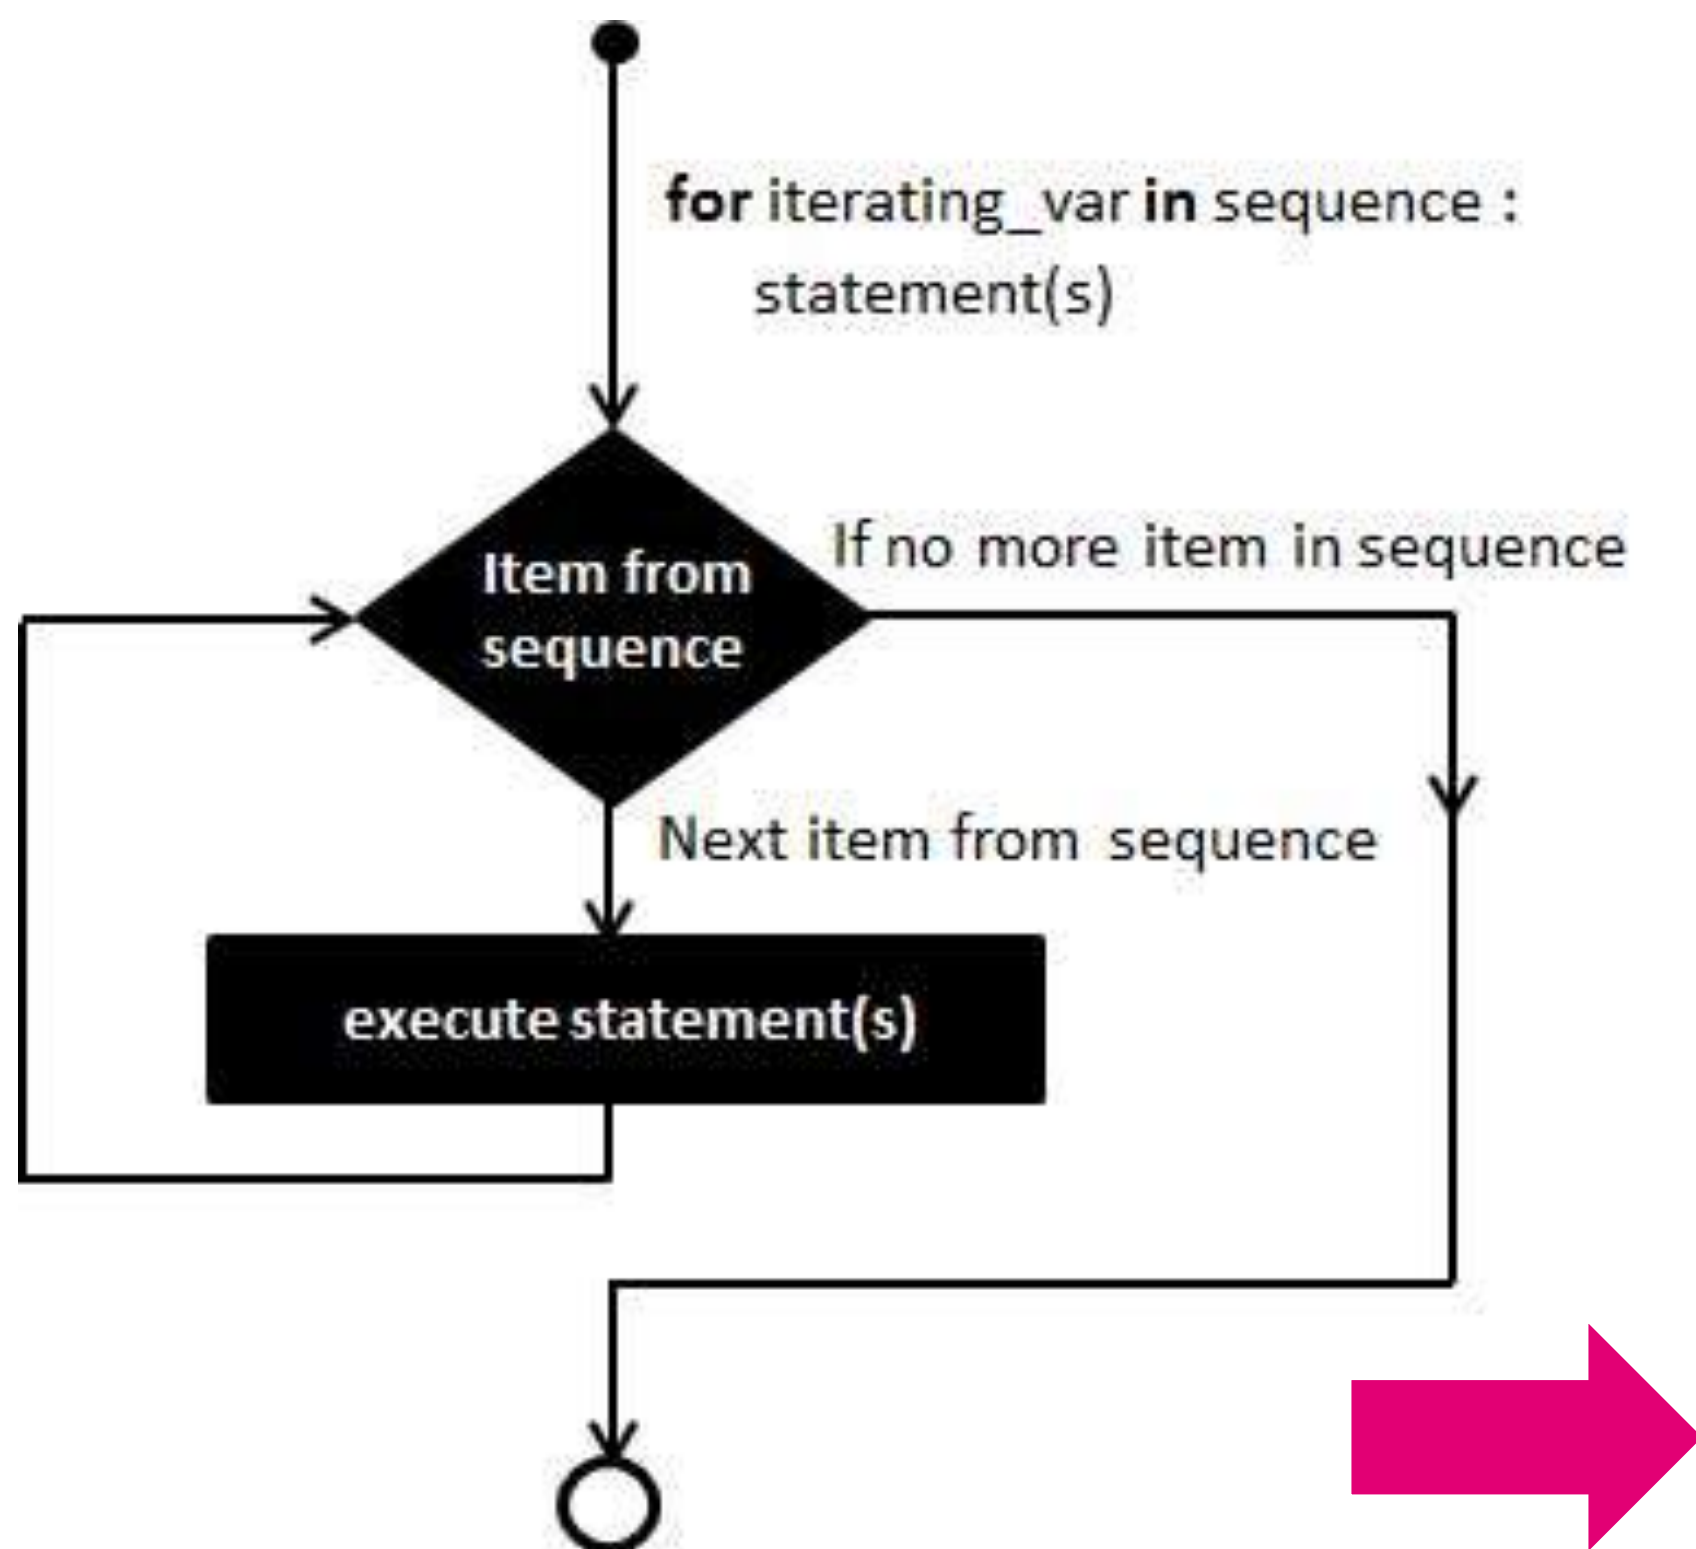 for iterating_var in sequence :
statement(s)
If no more item in sequence
Item from
sequence
Next item from sequence
execute statement(s)